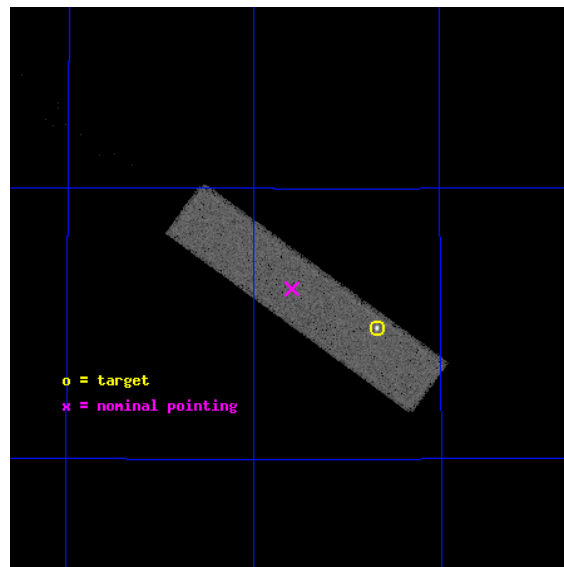 o = target
x = nominal pointing